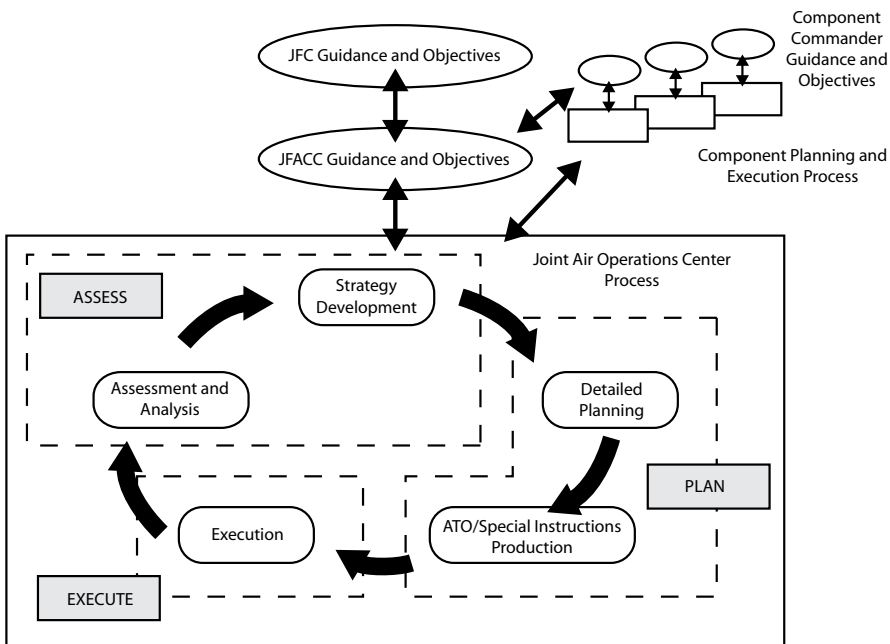 JFC Guidance and Objectives
Component
Commander
Guidance and
Objectives
JFACC Guidance and Objectives
Component Planning and
Execution Process
Joint Air Operations Center
Process
ASSESS
Strategy
Development
Assessment and
Analysis
Detailed
Planning
PLAN
Execution
ATO/Special Instructions
Production
EXECUTE